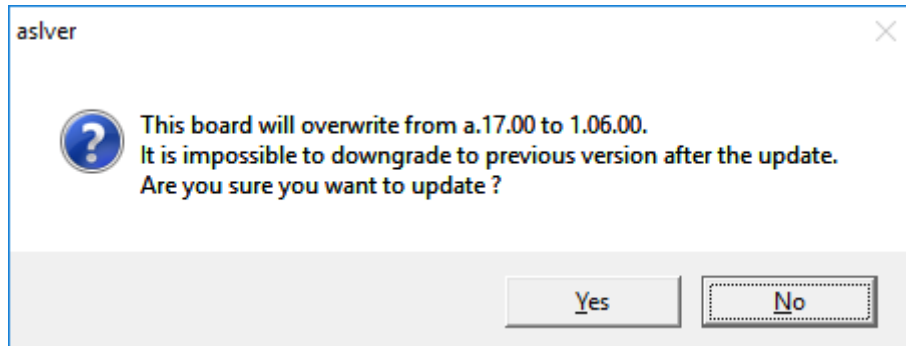 aslver
This board will overwrite from a.17.00 to 1.06.00.
It is impossible to downgrade to previous version after the update.
Are you sure you want to update ?
Yes
No